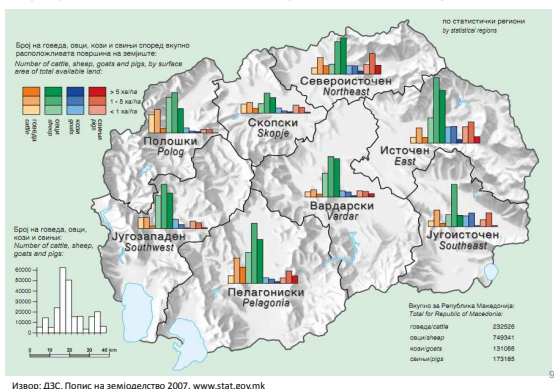 по статистички региони
by statistical regions
Број на говеда, овци, кози и свињи според вкупно
расположливата површина на земјиште:
Number of cattle, sheep, goats and pigs, by surface
area of total available land:
> 5 ха/ha
1 - 5 ха/ha
< 1 ха/ha
говеда
cattle
овци
sheep
кози
goats
свињи
pigs
Североисточен
Northeast
Скопски
Skopje
Полошки
Polog
Источен
East
Вардарски
Vardar
Југозападен
Southwest
Југоисточен
Southeast
Пелагониски
Pelagonia
Број на говеда, овци,
кози и свињи:
Number of cattle, sheep,
goats and pigs:
60000
50000
40000
30000
20000
10000
0
0 10 20 40 km
Вкупно за Република Македонија:
Total for Republic of Macedonia:
говеда/cattle 232526
овци/sheep 749341
кози/goats 131066
свињи/pigs 173165
9
Извор: ДЗС, Попис на земјоделство 2007, www.stat.gov.mk